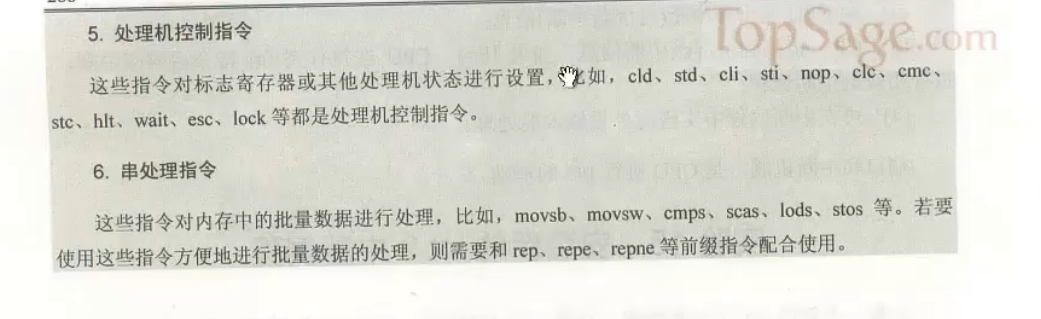 TopSage.com
5. 处理机控制指令
这些指令对标志寄存器或其他处理机状态进行设置，比如，cld、std、cli、sti、nop、clc、cmc、
stc、hlt、wait、esc、lock 等都是处理机控制指令。
6. 串处理指令
这些指令对内存中的批量数据进行处理，比如，movsb、movsw、cmps、scas、lods、stos 等。若要
使用这些指令方便地进行批量数据的处理，则需要和 rep、repe、repne 等前缀指令配合使用。